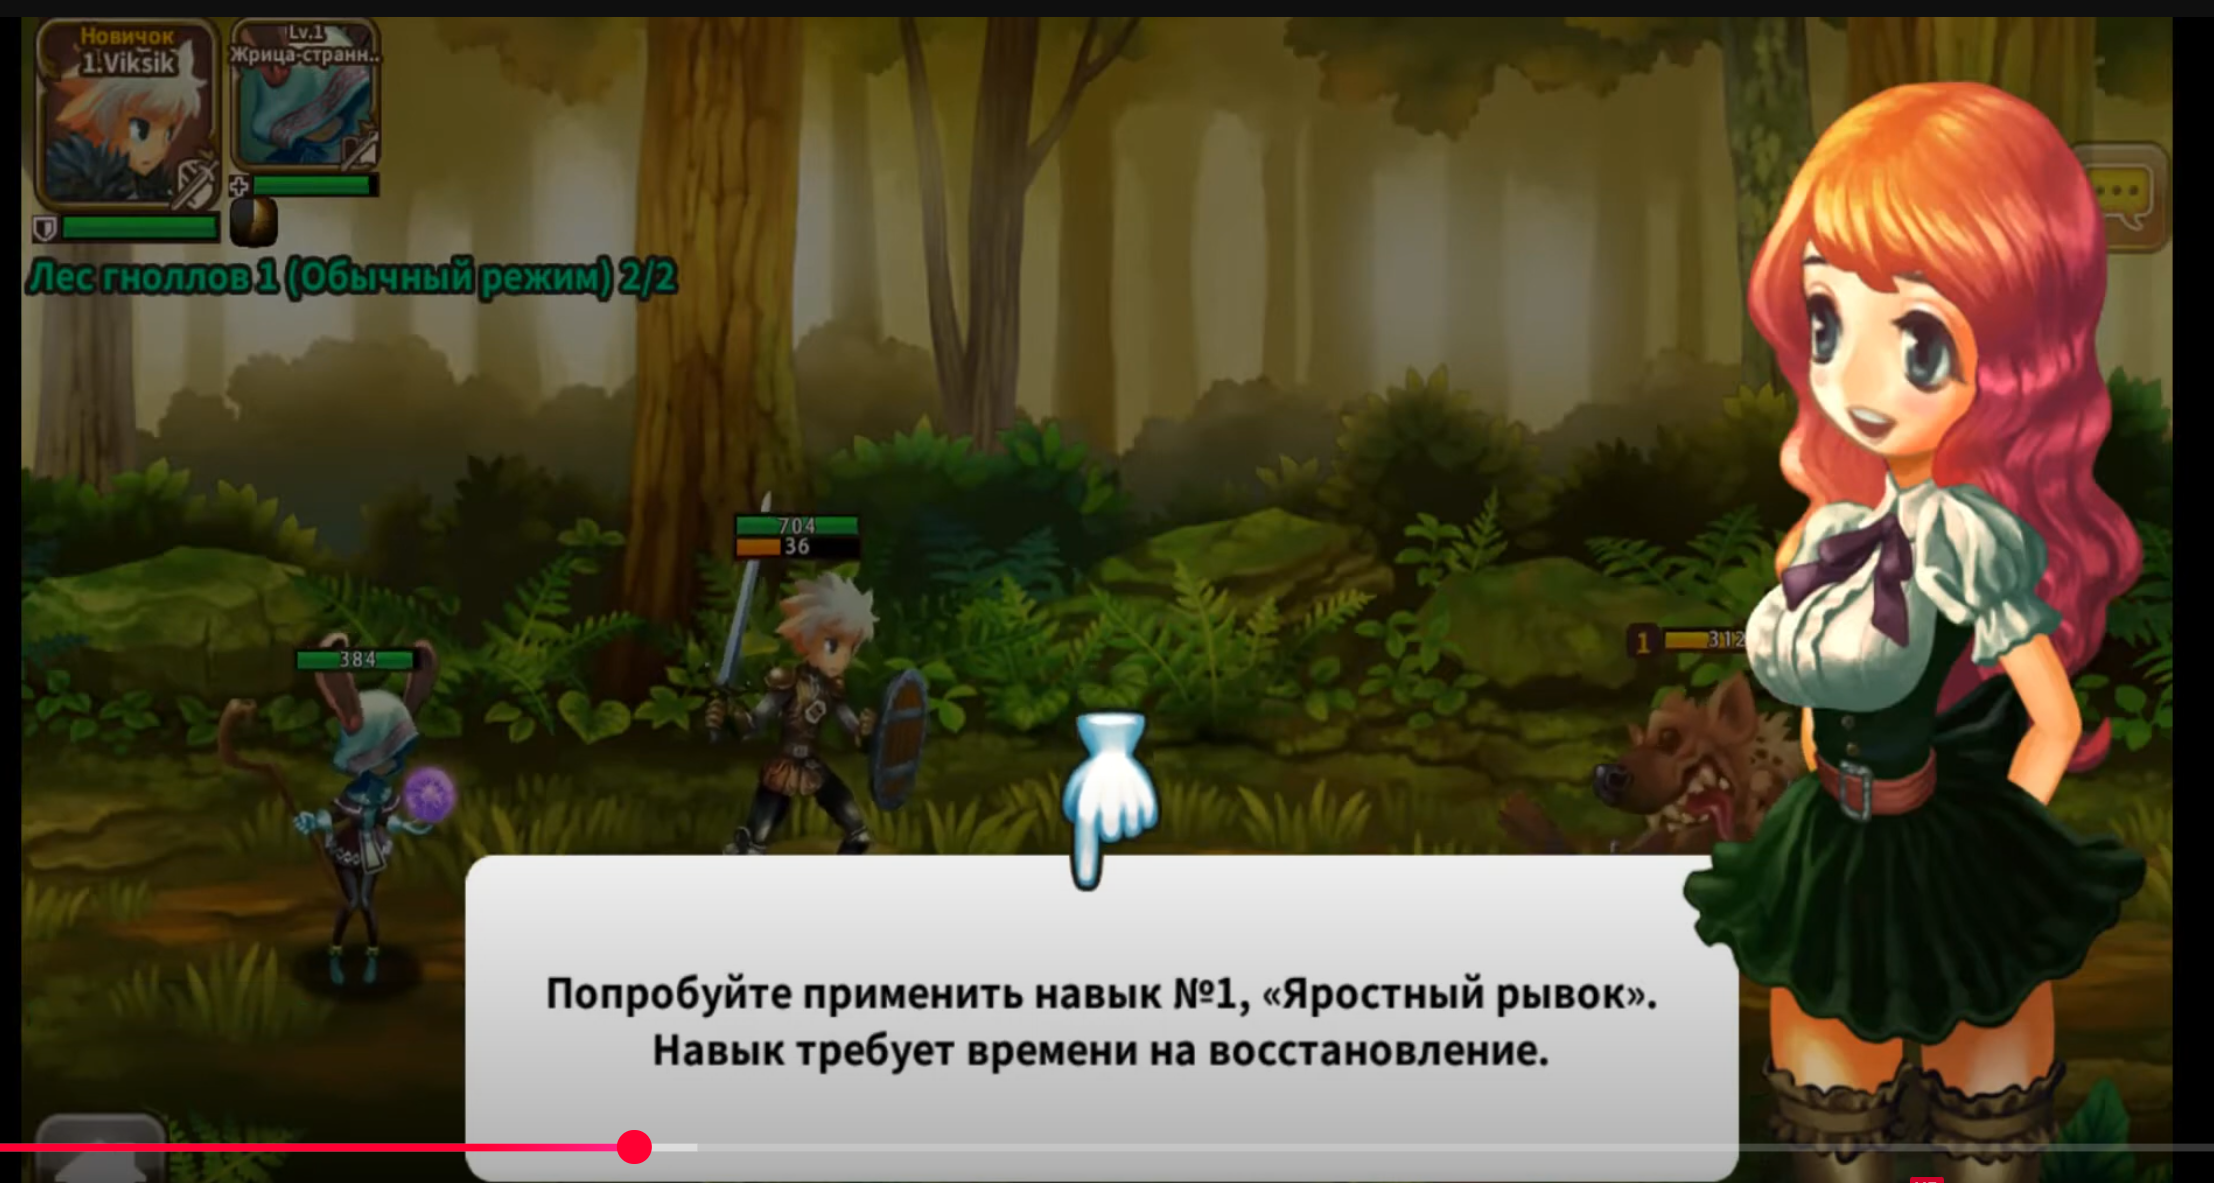 Новичок
1.Viksik
Lv.1
Жрица-странн..
Лес гноллов 1 (Обычный режим) 2/2
704
36
384
1
312
Попробуйте применить навык №1, «Яростный рывок».
Навык требует времени на восстановление.